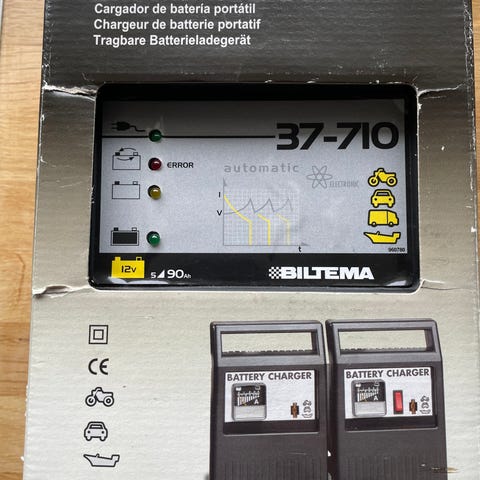 Cargador de batería portátil
Chargeur de batterie portatif
Tragbare Batterieladegerät
37-710
ERROR
automatic
ELECTRONIC
I
V
t
960780
12v
5 90Ah
BILTEMA
CE
BATTERY CHARGER
BATTERY CHARGER
A
A